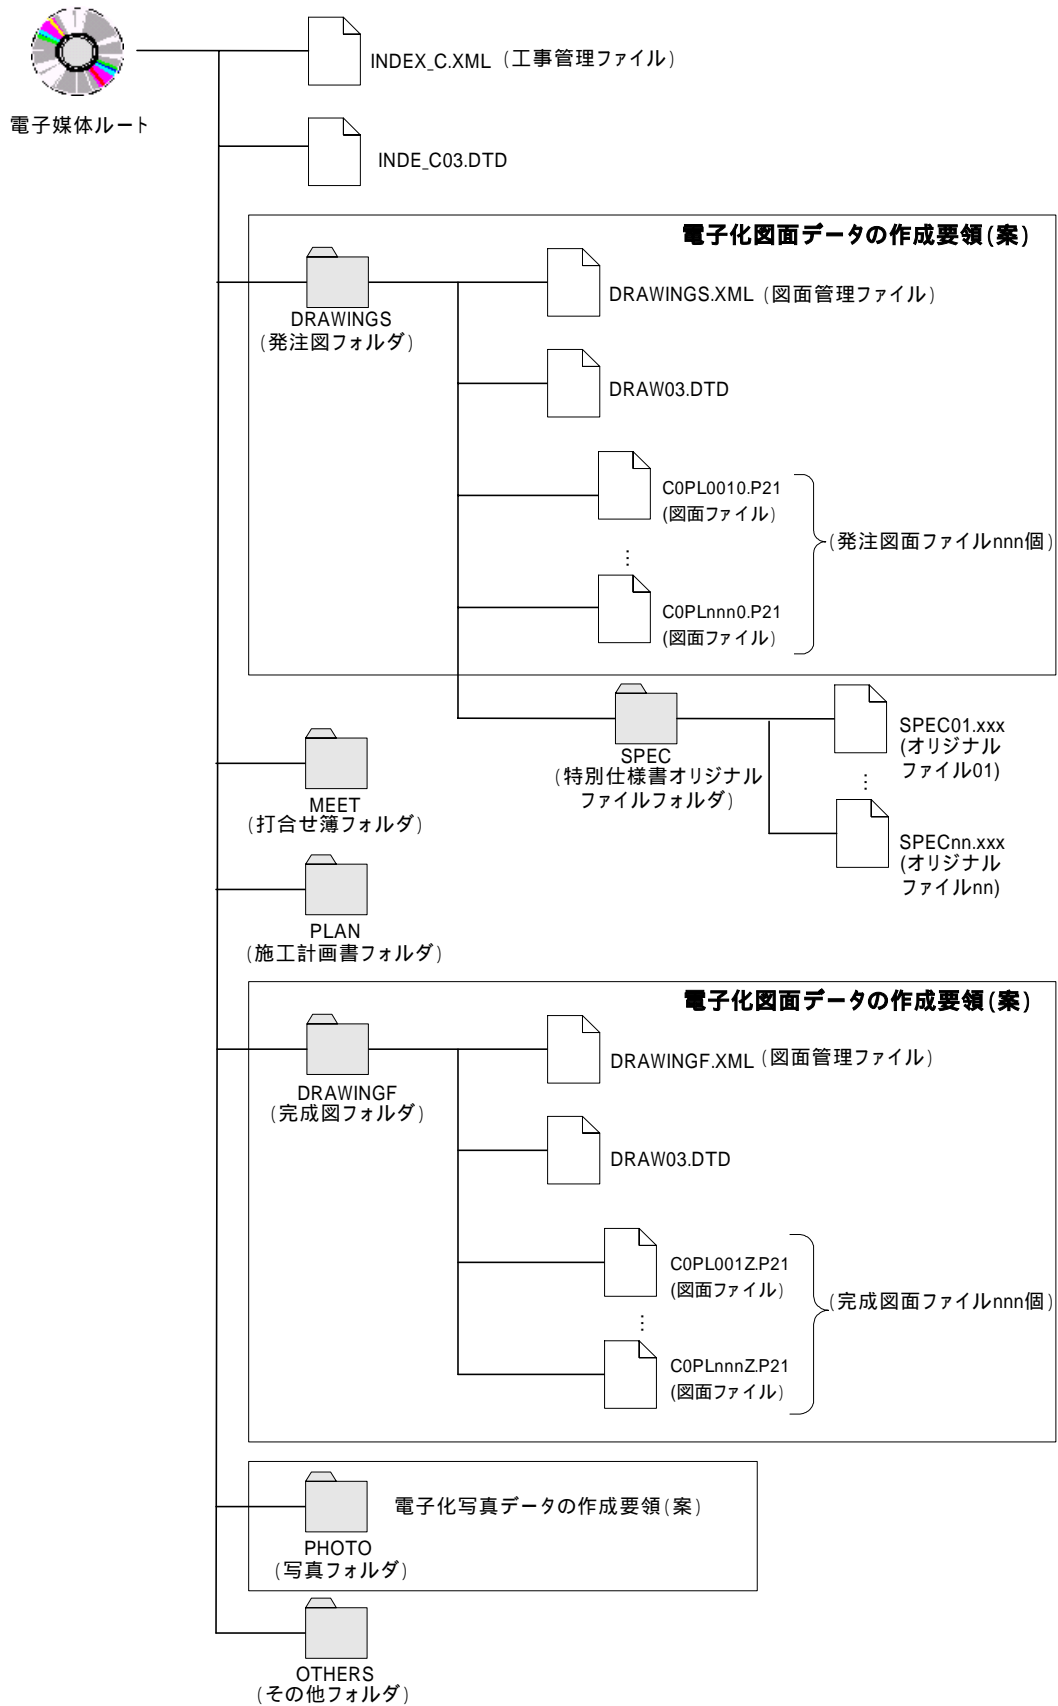 INDEX_C.XML（工事管理ファイル）
電子媒体ルート
INDE_C03.DTD
電子化図面データの作成要領(案)
DRAWINGS
(発注図フォルダ)
DRAWINGS.XML（図面管理ファイル）
DRAW03.DTD
C0PL0010.P21
(図面ファイル)
⋮
(発注図面ファイルnnn個)
C0PLnnn0.P21
(図面ファイル)
SPEC
(特別仕様書オリジナル
ファイルフォルダ)
SPEC01.xxx
(オリジナル
ファイル01)
⋮
SPECnn.xxx
(オリジナル
ファイルnn)
MEET
(打合せ簿フォルダ)
PLAN
(施工計画書フォルダ)
電子化図面データの作成要領(案)
DRAWINGF
(完成図フォルダ)
DRAWINGF.XML（図面管理ファイル）
DRAW03.DTD
C0PL001Z.P21
(図面ファイル)
⋮
(完成図面ファイルnnn個)
C0PLnnnZ.P21
(図面ファイル)
電子化写真データの作成要領(案)
PHOTO
(写真フォルダ)
OTHERS
(その他フォルダ)